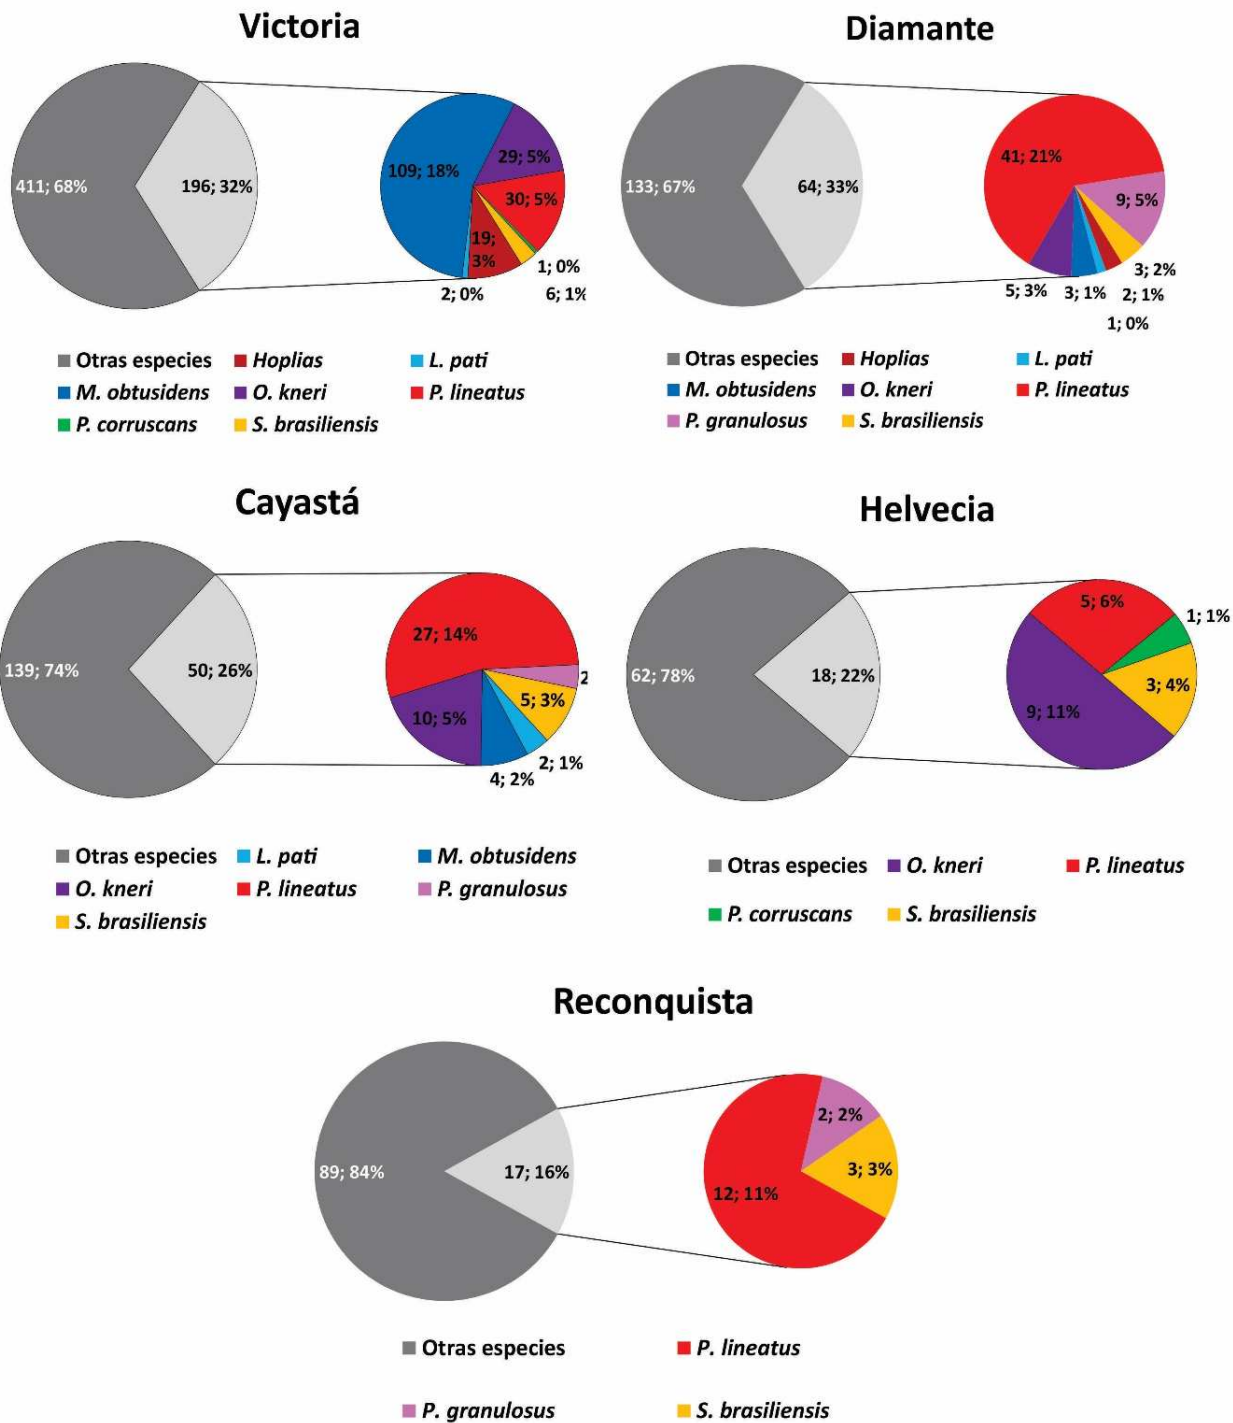 Victoria
411; 68%
196; 32%
109; 18%
29; 5%
30; 5%
19;
3%
1; 0%
2; 0%
6; 1%
Otras especies Hoplias L. pati
M. obtusidens O. kneri P. lineatus
P. corruscans S. brasiliensis
Diamante
133; 67%
64; 33%
41; 21%
9; 5%
3; 2%
5; 3% 3; 1% 2; 1%
1; 0%
Otras especies Hoplias L. pati
M. obtusidens O. kneri P. lineatus
P. granulosus S. brasiliensis
Cayastá
139; 74%
50; 26%
27; 14%
2
5; 3%
10; 5%
2; 1%
4; 2%
Otras especies L. pati M. obtusidens
O. kneri P. lineatus P. granulosus
S. brasiliensis
Helvecia
62; 78%
18; 22%
5; 6%
1; 1%
3; 4%
9; 11%
Otras especies O. kneri P. lineatus
P. corruscans S. brasiliensis
Reconquista
89; 84%
17; 16%
2; 2%
3; 3%
12; 11%
Otras especies P. lineatus
P. granulosus S. brasiliensis